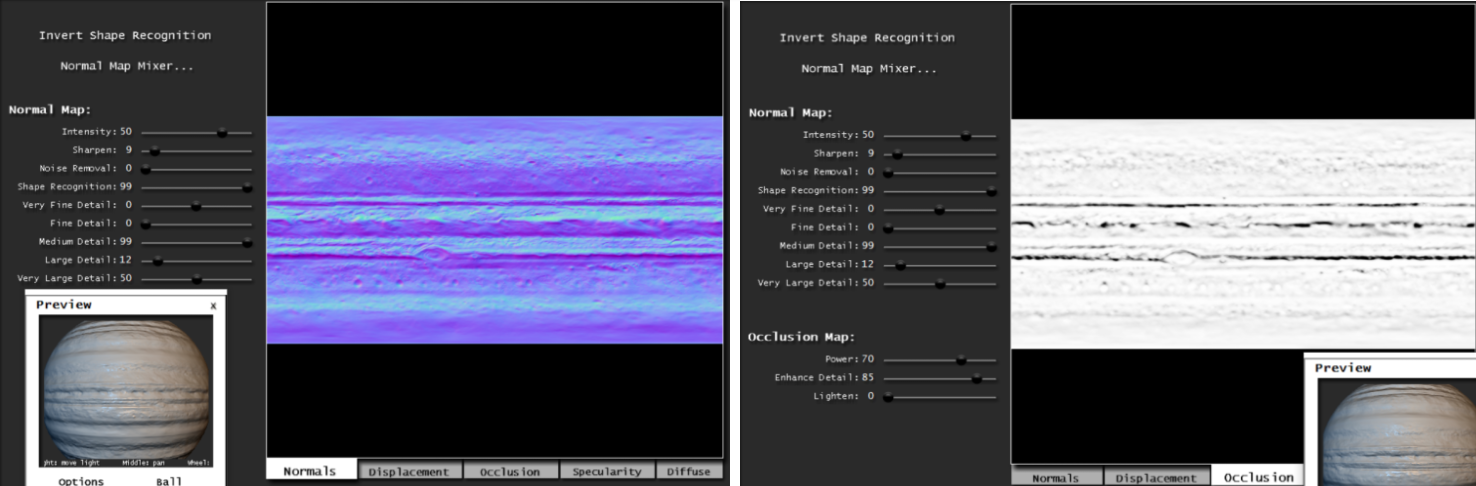 Invert Shape Recognition
Normal Map Mixer...
Normal Map:
Intensity: 50
Sharpen: 9
Noise Removal: 0
Shape Recognition: 99
Very Fine Detail: 0
Fine Detail: 0
Medium Detail: 99
Large Detail: 12
Very Large Detail: 50
Preview x
ght: move light Middle: pan Wheel:
Options Ball
Normals Displacement Occlusion Specularity Diffuse
Invert Shape Recognition
Normal Map Mixer...
Normal Map:
Intensity: 50
Sharpen: 9
Noise Removal: 0
Shape Recognition: 99
Very Fine Detail: 0
Fine Detail: 0
Medium Detail: 99
Large Detail: 12
Very Large Detail: 50
Occlusion Map:
Power: 70
Enhance Detail: 85
Lighten: 0
Preview
Normals Displacement Occlusion